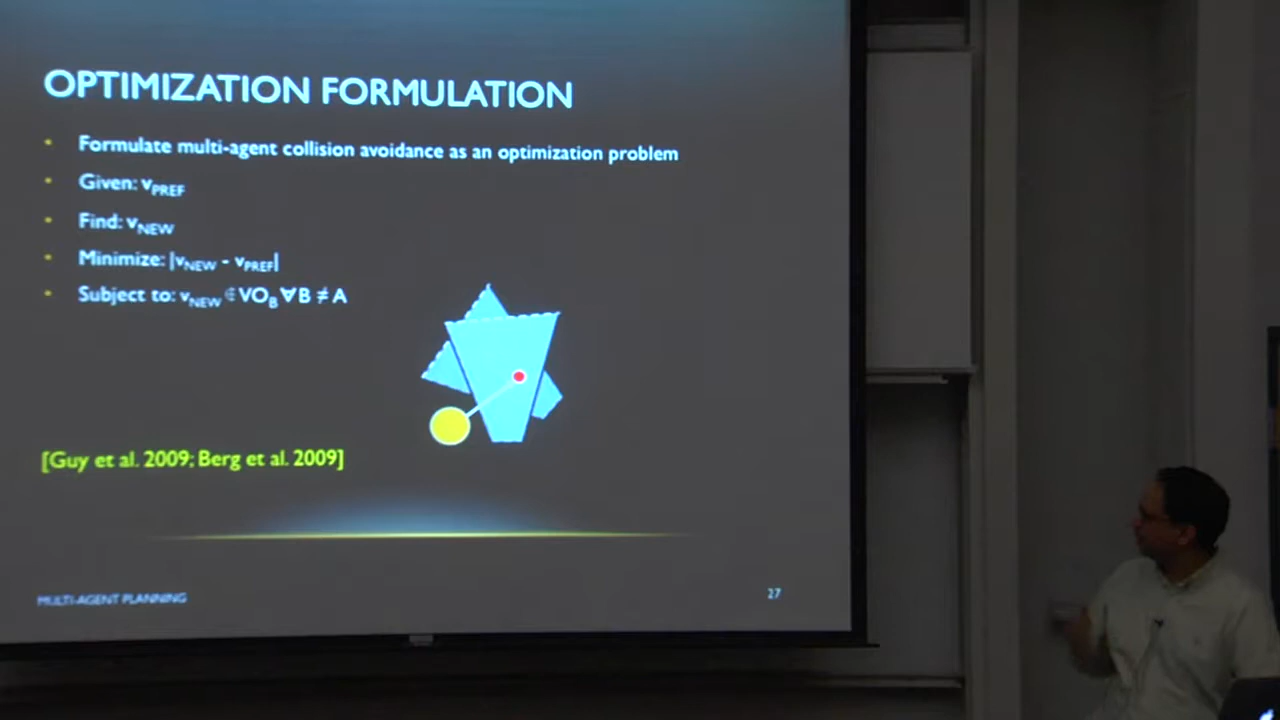 OPTIMIZATION FORMULATION
• Formulate multi-agent collision avoidance as an optimization problem
• Given: vPREF
• Find: vNEW
• Minimize: |vNEW - vPREF|
• Subject to: vNEW ∉ VOB ∀B ≠ A
[Guy et al. 2009; Berg et al. 2009]
MULTI-AGENT PLANNING
27